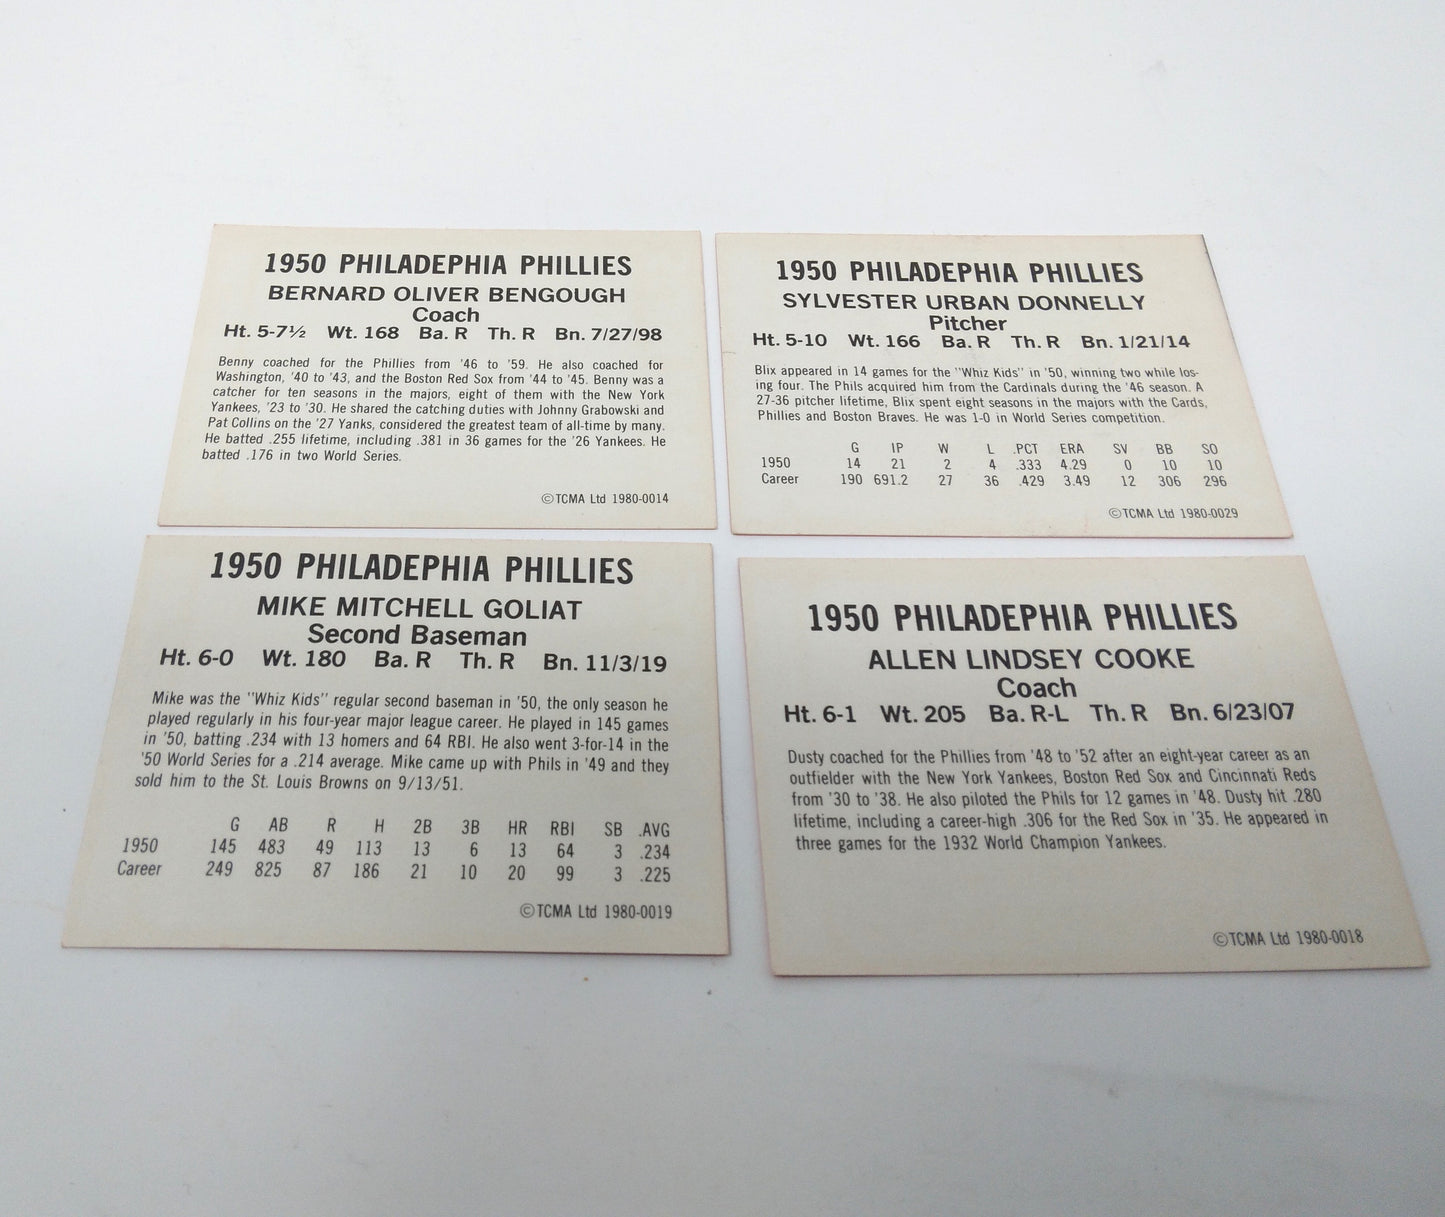 1950 PHILADEPHIA PHILLIES
BERNARD OLIVER BENGOUGH
Coach
Ht. 5-7½ Wt. 168 Ba. R Th. R Bn. 7/27/98
Benny coached for the Phillies from '46 to '59. He also coached for
Washington, '40 to '43, and the Boston Red Sox from '44 to '45. Benny was a
catcher for ten seasons in the majors, eight of them with the New York
Yankees, '23 to '30. He shared the catching duties with Johnny Grabowski and
Pat Collins on the '27 Yanks, considered the greatest team of all-time by many.
He batted .255 lifetime, including .381 in 36 games for the '26 Yankees. He
batted .176 in two World Series.
©TCMA Ltd 1980-0014
1950 PHILADEPHIA PHILLIES
SYLVESTER URBAN DONNELLY
Pitcher
Ht. 5-10 Wt. 166 Ba. R Th. R Bn. 1/21/14
Blix appeared in 14 games for the "Whiz Kids" in '50, winning two while los-
ing four. The Phils acquired him from the Cardinals during the '46 season. A
27-36 pitcher lifetime, Blix spent eight seasons in the majors with the Cards,
Phillies and Boston Braves. He was 1-0 in World Series competition.
G IP W L .PCT ERA SV BB SO
1950 14 21 2 4 .333 4.29 0 10 10
Career 190 691.2 27 36 .429 3.49 12 306 296
©TCMA Ltd 1980-0029
1950 PHILADEPHIA PHILLIES
MIKE MITCHELL GOLIAT
Second Baseman
Ht. 6-0 Wt. 180 Ba. R Th. R Bn. 11/3/19
Mike was the "Whiz Kids" regular second baseman in '50, the only season he
played regularly in his four-year major league career. He played in 145 games
in '50, batting .234 with 13 homers and 64 RBI. He also went 3-for-14 in the
'50 World Series for a .214 average. Mike came up with Phils in '49 and they
sold him to the St. Louis Browns on 9/13/51.
G AB R H 2B 3B HR RBI SB .AVG
1950 145 483 49 113 13 6 13 64 3 .234
Career 249 825 87 186 21 10 20 99 3 .225
©TCMA Ltd 1980-0019
1950 PHILADEPHIA PHILLIES
ALLEN LINDSEY COOKE
Coach
Ht. 6-1 Wt. 205 Ba. R-L Th. R Bn. 6/23/07
Dusty coached for the Phillies from '48 to '52 after an eight-year career as an
outfielder with the New York Yankees, Boston Red Sox and Cincinnati Reds
from '30 to '38. He also piloted the Phils for 12 games in '48. Dusty hit .280
lifetime, including a career-high .306 for the Red Sox in '35. He appeared in
three games for the 1932 World Champion Yankees.
©TCMA Ltd 1980-0018